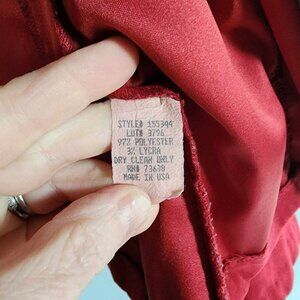 STYLE# 155344
LOT# 3796
97% POLYESTER
3% LYCRA
DRY CLEAN ONLY
RN# 73638
MADE IN USA